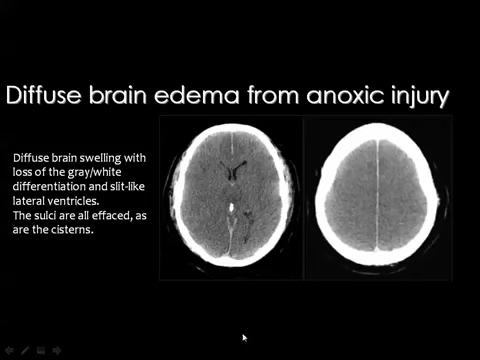 Diffuse brain edema from anoxic injury
Diffuse brain swelling with
loss of the gray/white
differentiation and slit-like
lateral ventricles.
The sulci are all effaced, as
are the cisterns.